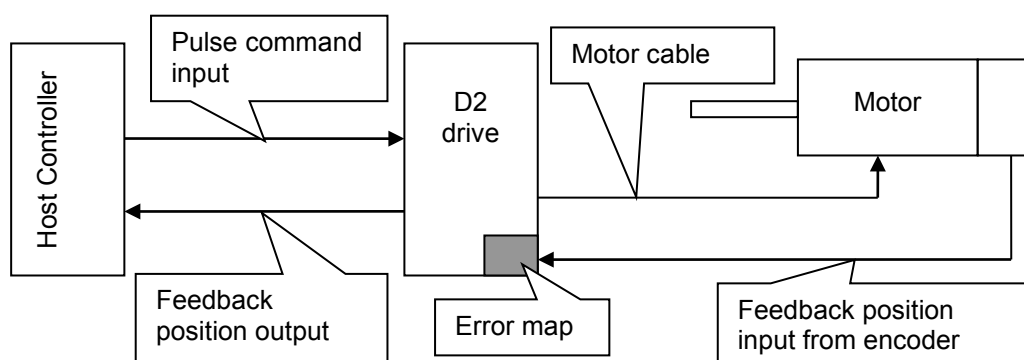 Pulse command
input
Motor cable
D2
drive
Motor
Host Controller
Feedback
position output
Error map
Feedback position
input from encoder